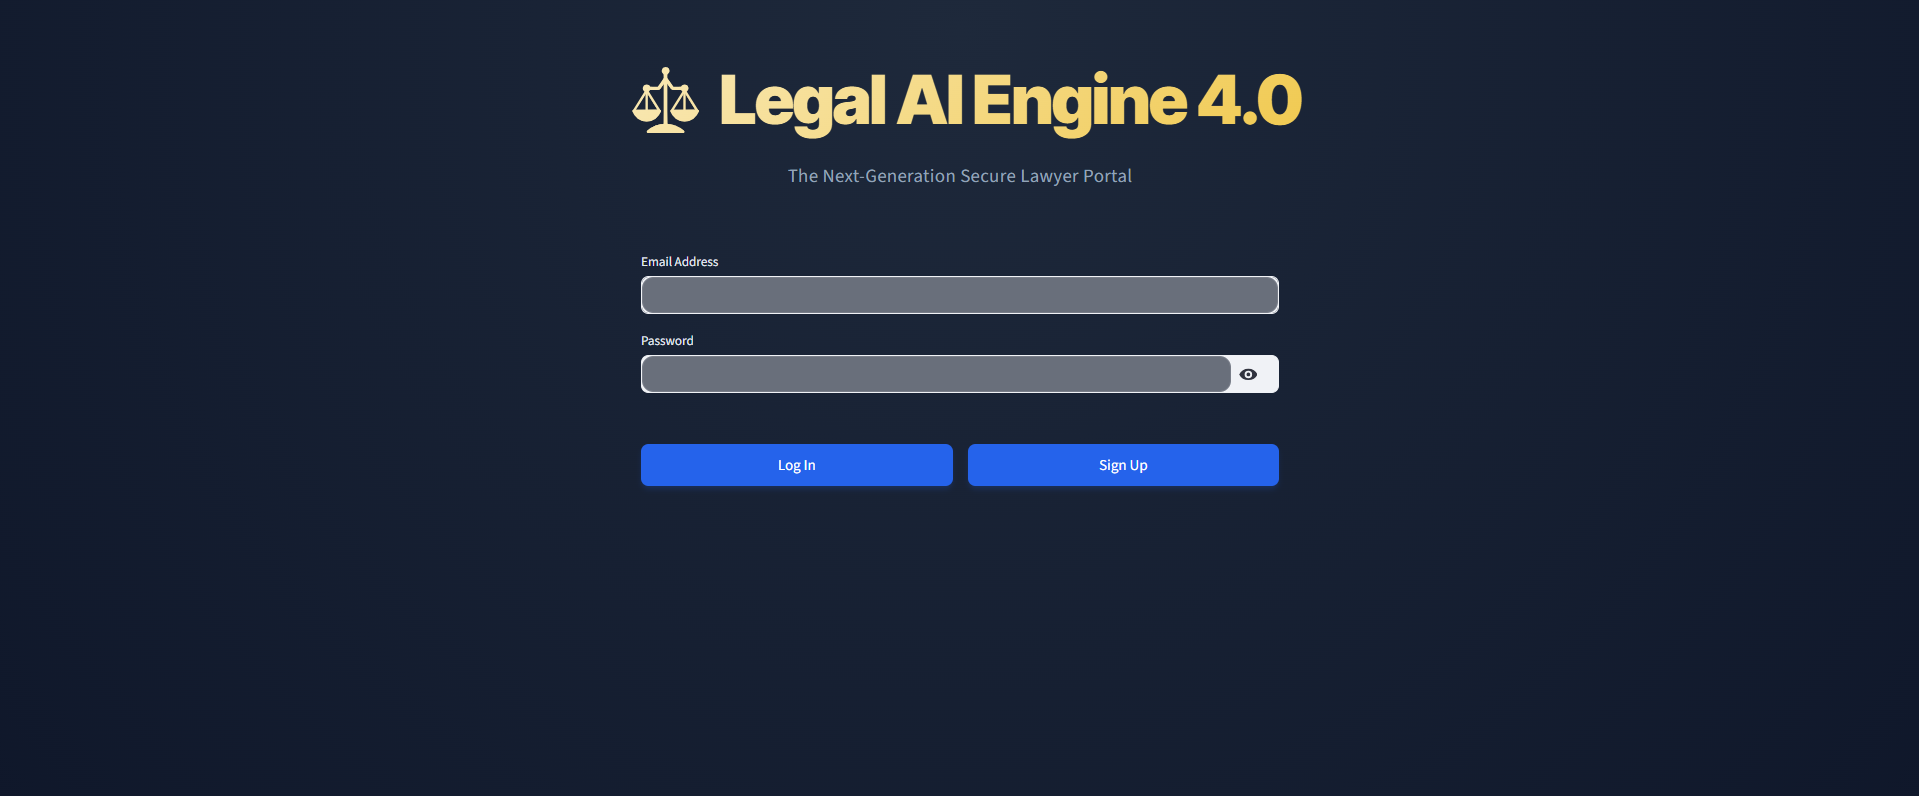 Legal AI Engine 4.0
The Next-Generation Secure Lawyer Portal
Email Address
Password
Log In
Sign Up